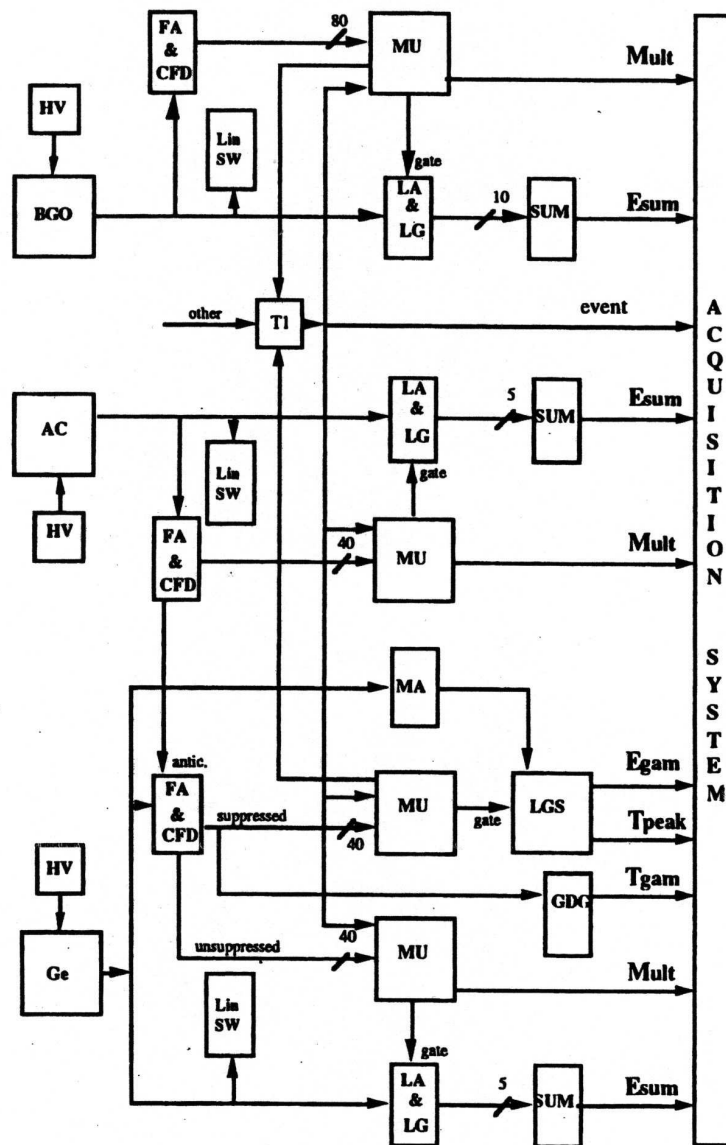 FA
&
CFD
80
MU
Mult
HV
Lin
SW
gate
BGO
LA
&
LG
10
SUM
Esum
other
T1
event
AC
LA
&
LG
5
SUM
Esum
Lin
SW
gate
HV
FA
&
CFD
40
MU
Mult
MA
antic.
FA
&
CFD
suppressed
40
MU
gate
LGS
Egam
Tpeak
HV
GDG
Tgam
Ge
unsuppressed
40
MU
Mult
Lin
SW
gate
LA
&
LG
5
SUM
Esum
ACQUISITION
SYSTEM